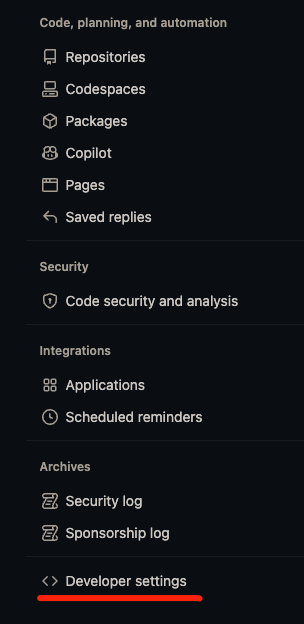 Code, planning, and automation
Repositories
Codespaces
Packages
Copilot
Pages
Saved replies
Security
Code security and analysis
Integrations
Applications
Scheduled reminders
Archives
Security log
Sponsorship log
Developer settings